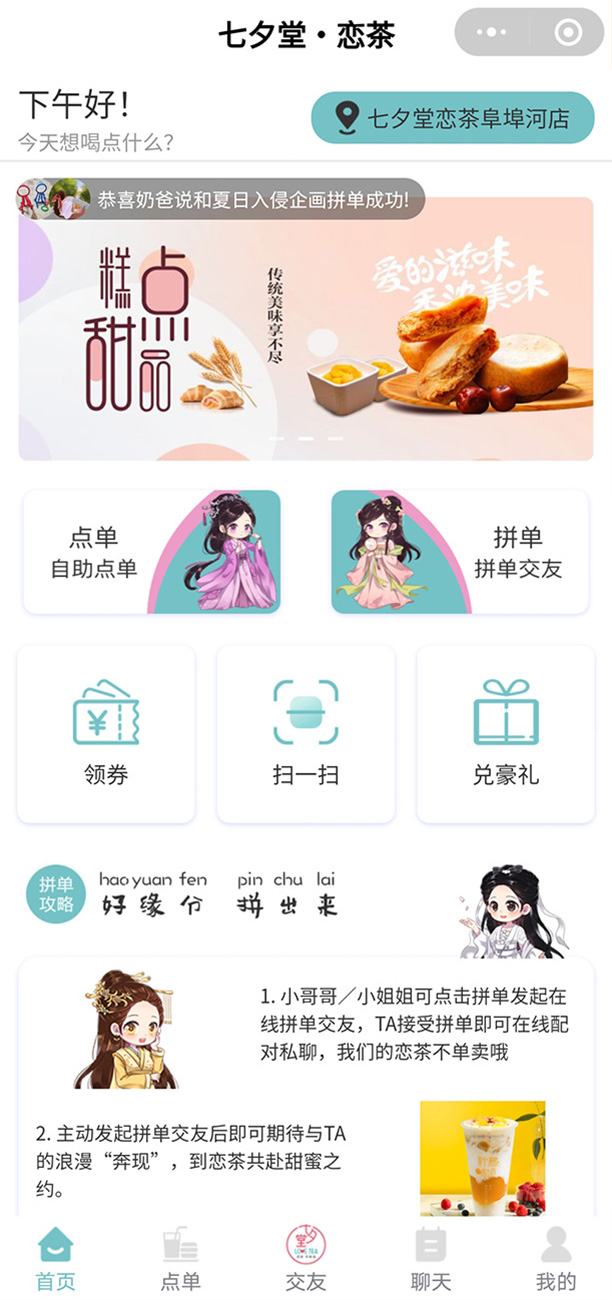 七夕堂·恋茶
下午好!
今天想喝点什么?
七夕堂恋茶阜埠河店
恭喜奶爸说和夏日入侵企画拼单成功!
糕点
甜品
传统美味享不尽
爱的滋味
香浓美味
点单
自助点单
拼单
拼单交友
领券
扫一扫
兑豪礼
拼单
攻略
hao yuan fen pin chu lai
好缘分 拼出来
1. 小哥哥／小姐姐可点击拼单发起在
线拼单交友，TA接受拼单即可在线配
对私聊，我们的恋茶不单卖哦
2. 主动发起拼单交友后即可期待与TA
的浪漫“奔现”，到恋茶共赴甜蜜之
约。
七夕堂
LOVE TEA
首页
点单
交友
聊天
我的